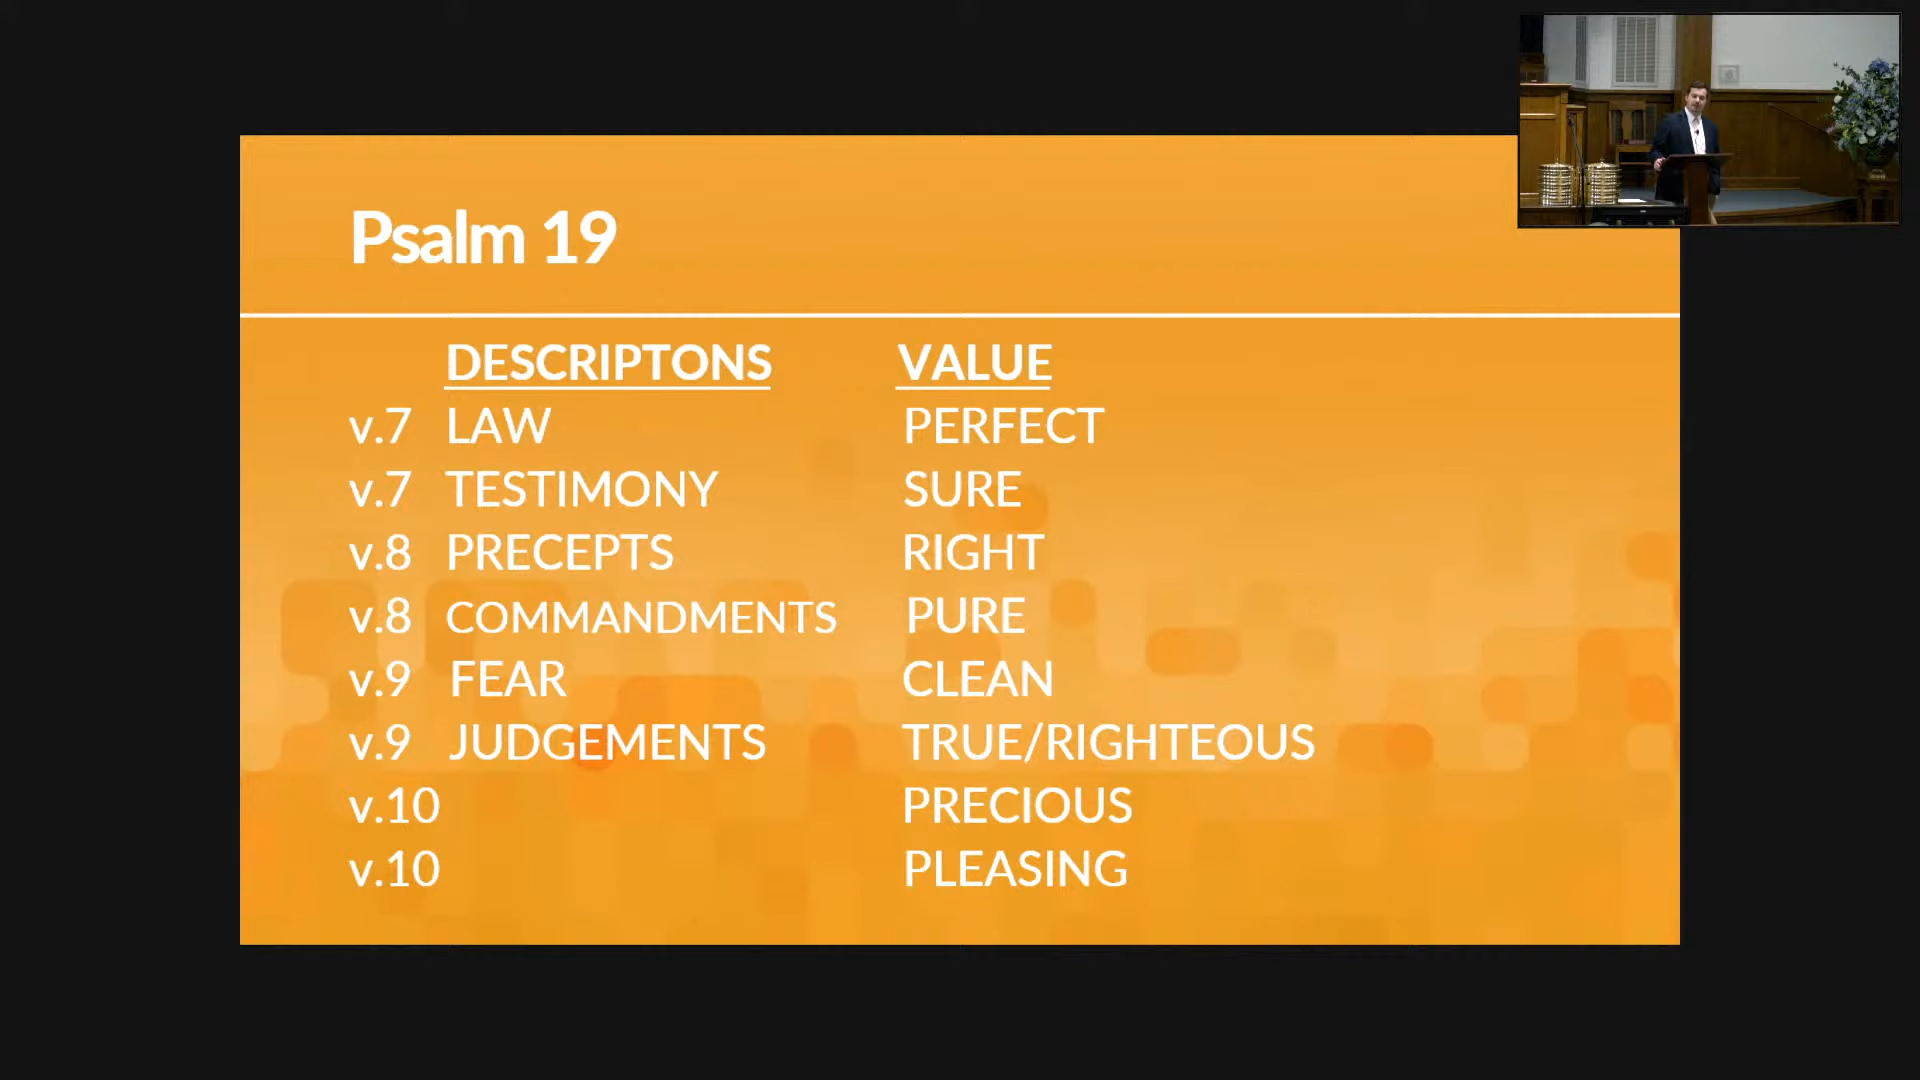 Psalm 19
DESCRIPTONS VALUE
v.7 LAW PERFECT
v.7 TESTIMONY SURE
v.8 PRECEPTS RIGHT
v.8 COMMANDMENTS PURE
v.9 FEAR CLEAN
v.9 JUDGEMENTS TRUE/RIGHTEOUS
v.10 PRECIOUS
v.10 PLEASING